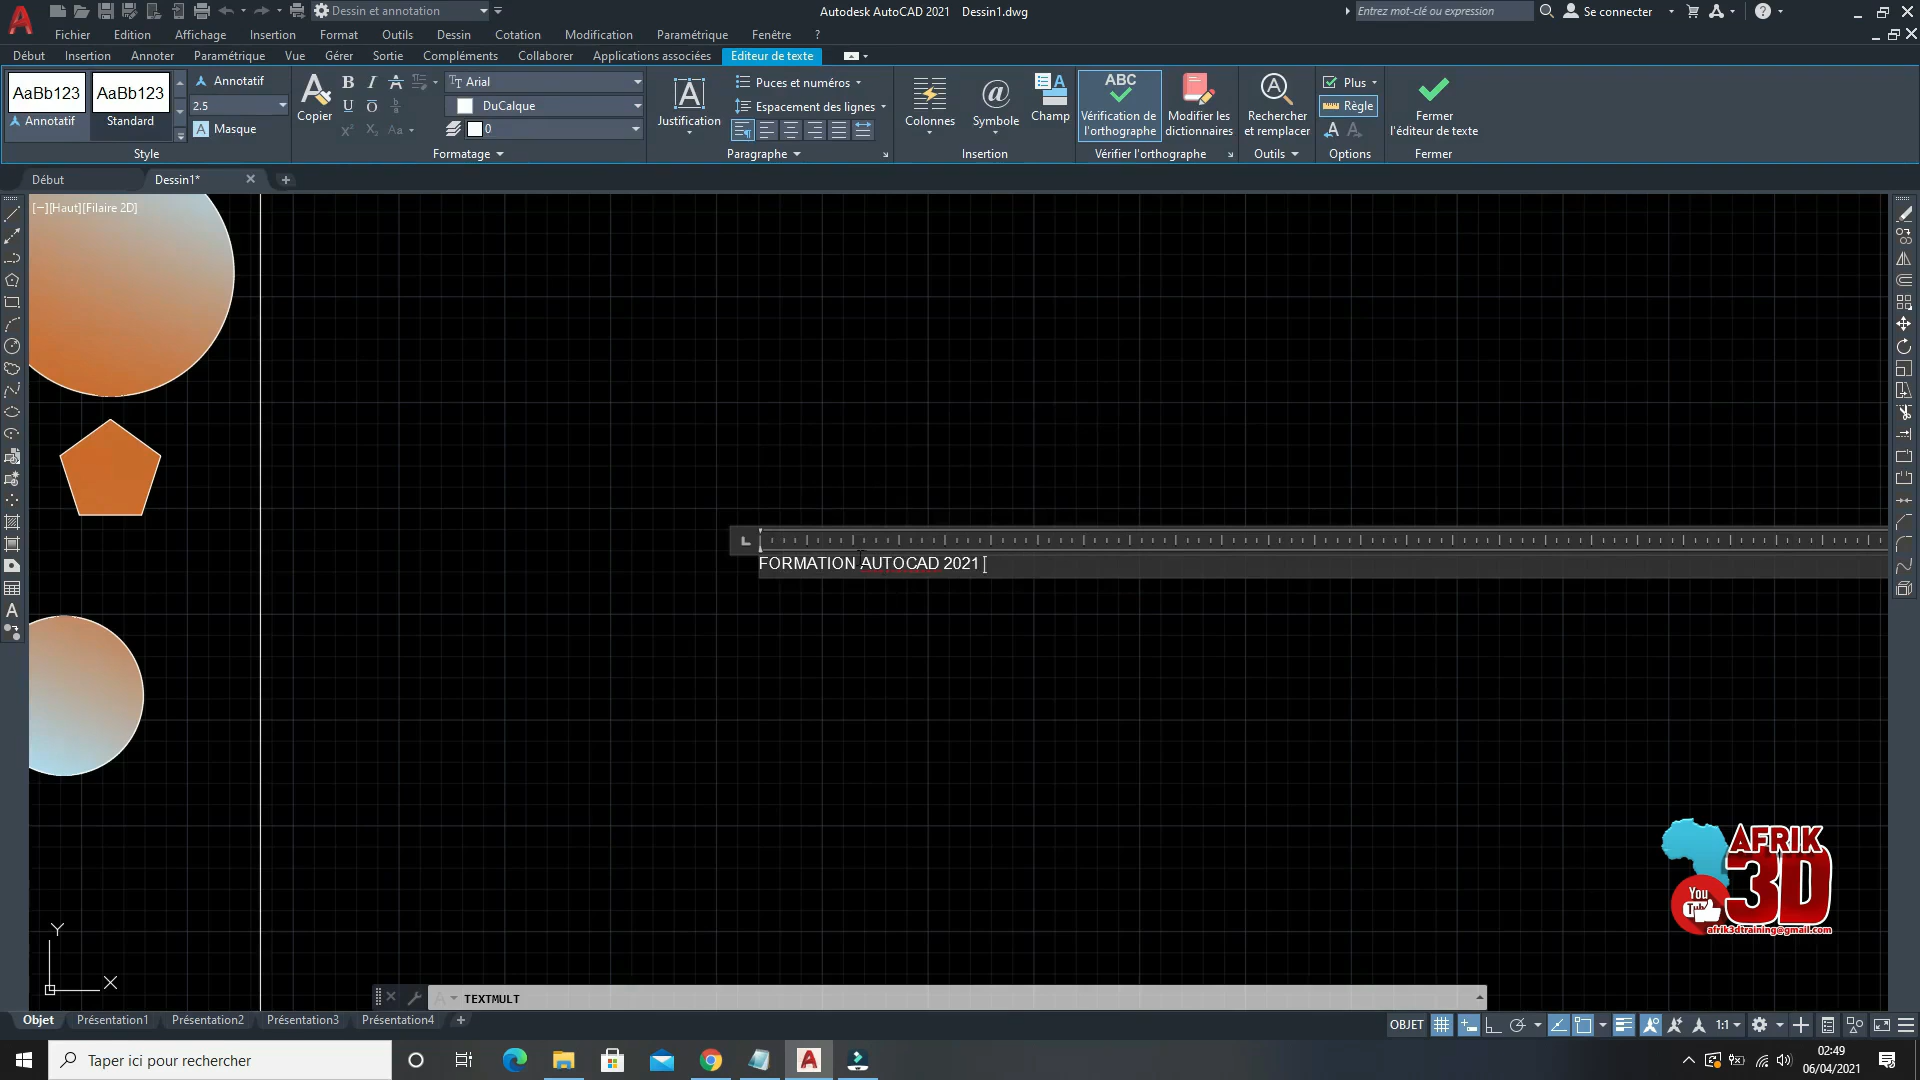 Dessin et annotation
Autodesk AutoCAD 2021 Dessin1.dwg
Entrez mot-clé ou expression
Se connecter
Fichier Edition Affichage Insertion Format Outils Dessin Cotation Modification Paramétrique Fenêtre ?
Début Insertion Annoter Paramétrique Vue Gérer Sortie Compléments Collaborer Applications associées Editeur de texte
AaBb123 AaBb123
Annotatif Standard
Annotatif
2.5
Masque
Style
Copier
Arial
DuCalque
0
Formatage
Justification
Puces et numéros
Espacement des lignes
Paragraphe
Colonnes
Symbole
Champ
Insertion
ABC
Vérification de
l'orthographe
Modifier les
dictionnaires
Vérifier l'orthographe
Rechercher
et remplacer
Outils
Plus
Règle
Options
Fermer
l'éditeur de texte
Fermer
Début Dessin1*
[−][Haut][Filaire 2D]
FORMATION AUTOCAD 2021
AFRIK
3D
You
Tube
afrik3dtraining@gmail.com
Y
X
TEXTMULT
Objet Présentation1 Présentation2 Présentation3 Présentation4 +
OBJET
1:1
Taper ici pour rechercher
02:49
06/04/2021